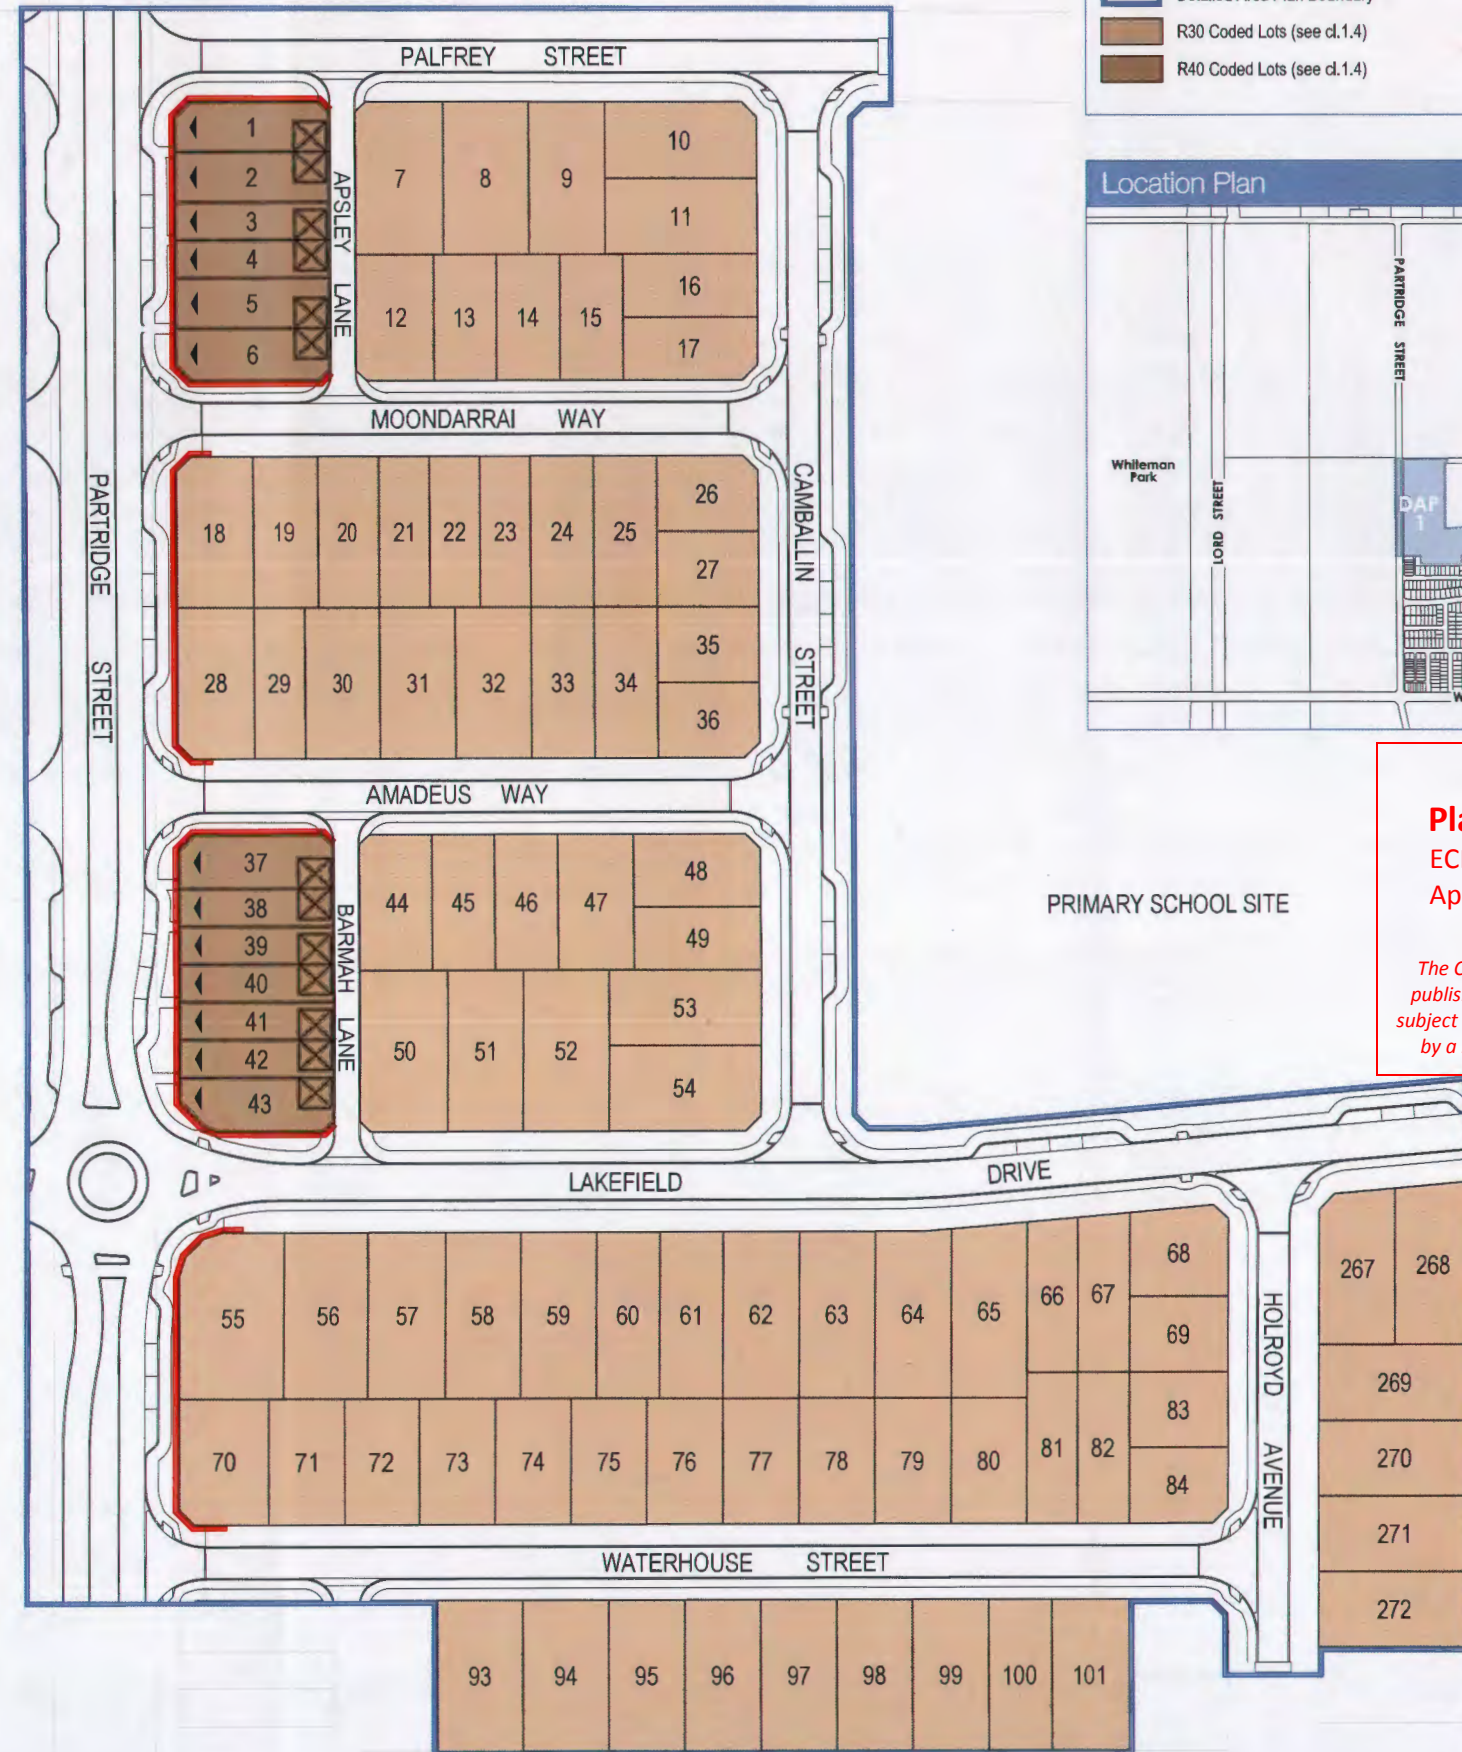 R30 Coded Lots (see cl.1.4)
R40 Coded Lots (see cl.1.4)
Location Plan
PARTRIDGE STREET
Whiteman
Park
LORD STREET
DAP
1
W
PALFREY STREET
1
2
3
4
5
6
APSLEY LANE
7 8 9 10
11
12 13 14 15 16
17
MOONDARRAI WAY
PARTRIDGE STREET
CAMBALLIN STREET
18 19 20 21 22 23 24 25 26
27
28 29 30 31 32 33 34 35
36
AMADEUS WAY
37
38
39
40
41
42
43
BARMAH LANE
44 45 46 47 48
49
50 51 52 53
54
PRIMARY SCHOOL SITE
Pla
EC
Ap
The C
publis
subject
by a
LAKEFIELD DRIVE
55 56 57 58 59 60 61 62 63 64 65 66 67 68
69
70 71 72 73 74 75 76 77 78 79 80 81 82 83
84
HOLROYD AVENUE
267 268
269
270
271
272
WATERHOUSE STREET
93 94 95 96 97 98 99 100 101